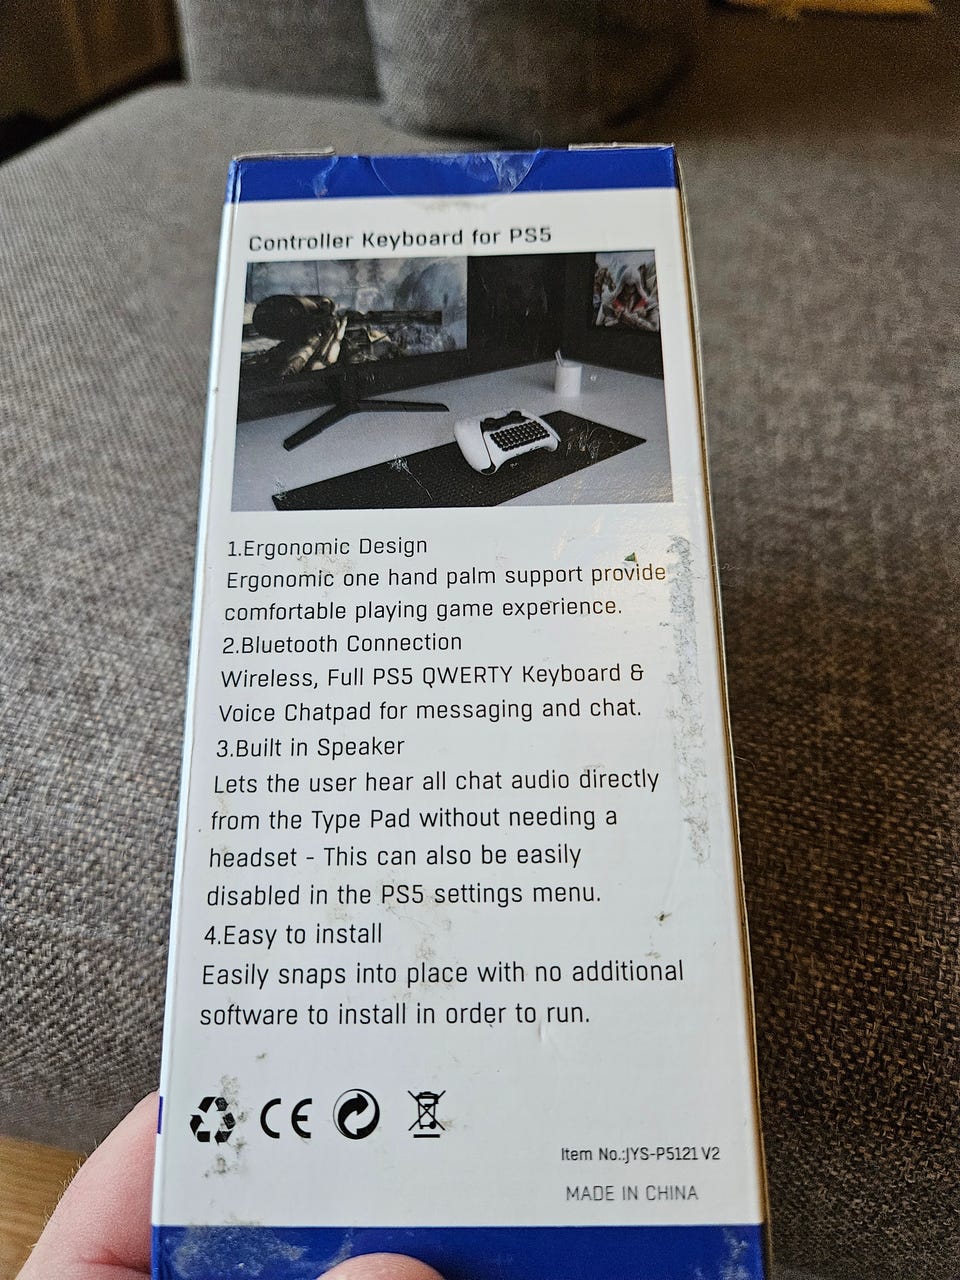 Controller Keyboard for PS5
1.Ergonomic Design
Ergonomic one hand palm support provide
comfortable playing game experience.
2.Bluetooth Connection
Wireless, Full PS5 QWERTY Keyboard &
Voice Chatpad for messaging and chat.
3.Built in Speaker
Lets the user hear all chat audio directly
from the Type Pad without needing a
headset - This can also be easily
disabled in the PS5 settings menu.
4.Easy to install
Easily snaps into place with no additional
software to install in order to run.
CE
Item No.:JYS-P5121 V2
MADE IN CHINA